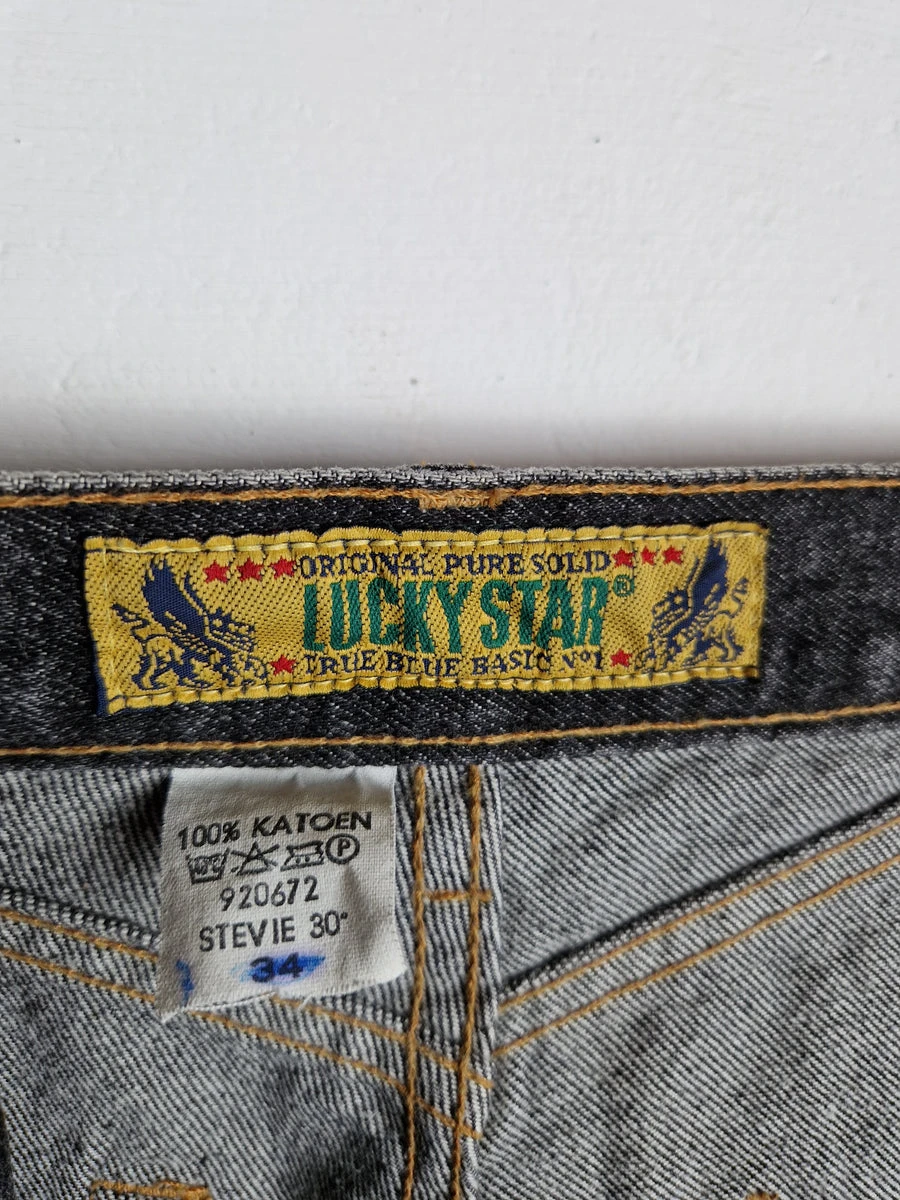 ORIGINAL PURE SOLID
LUCKY STAR®
TRUE BLUE BASIC Nº1
100% KATOEN
P
920672
STEVIE 30"
34